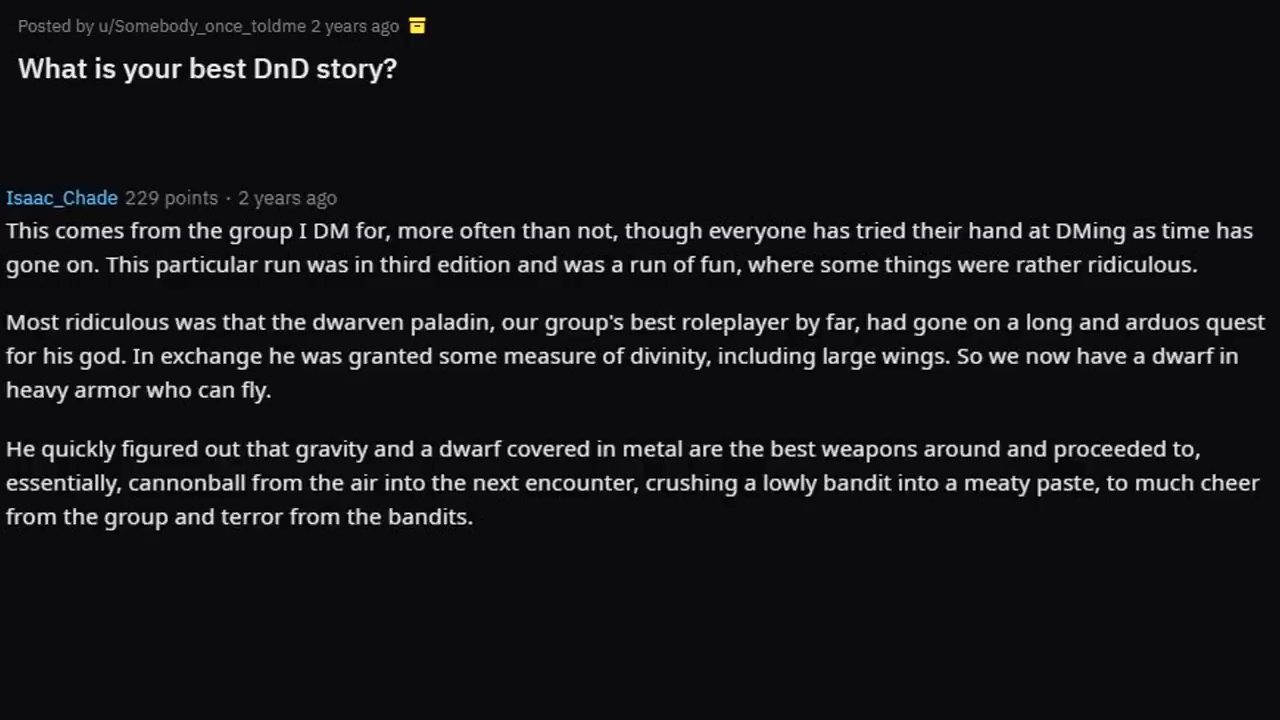 Posted by u/Somebody_once_toldme 2 years ago
What is your best DnD story?
Isaac_Chade 229 points · 2 years ago
This comes from the group I DM for, more often than not, though everyone has tried their hand at DMing as time has
gone on. This particular run was in third edition and was a run of fun, where some things were rather ridiculous.
Most ridiculous was that the dwarven paladin, our group's best roleplayer by far, had gone on a long and arduos quest
for his god. In exchange he was granted some measure of divinity, including large wings. So we now have a dwarf in
heavy armor who can fly.
He quickly figured out that gravity and a dwarf covered in metal are the best weapons around and proceeded to,
essentially, cannonball from the air into the next encounter, crushing a lowly bandit into a meaty paste, to much cheer
from the group and terror from the bandits.